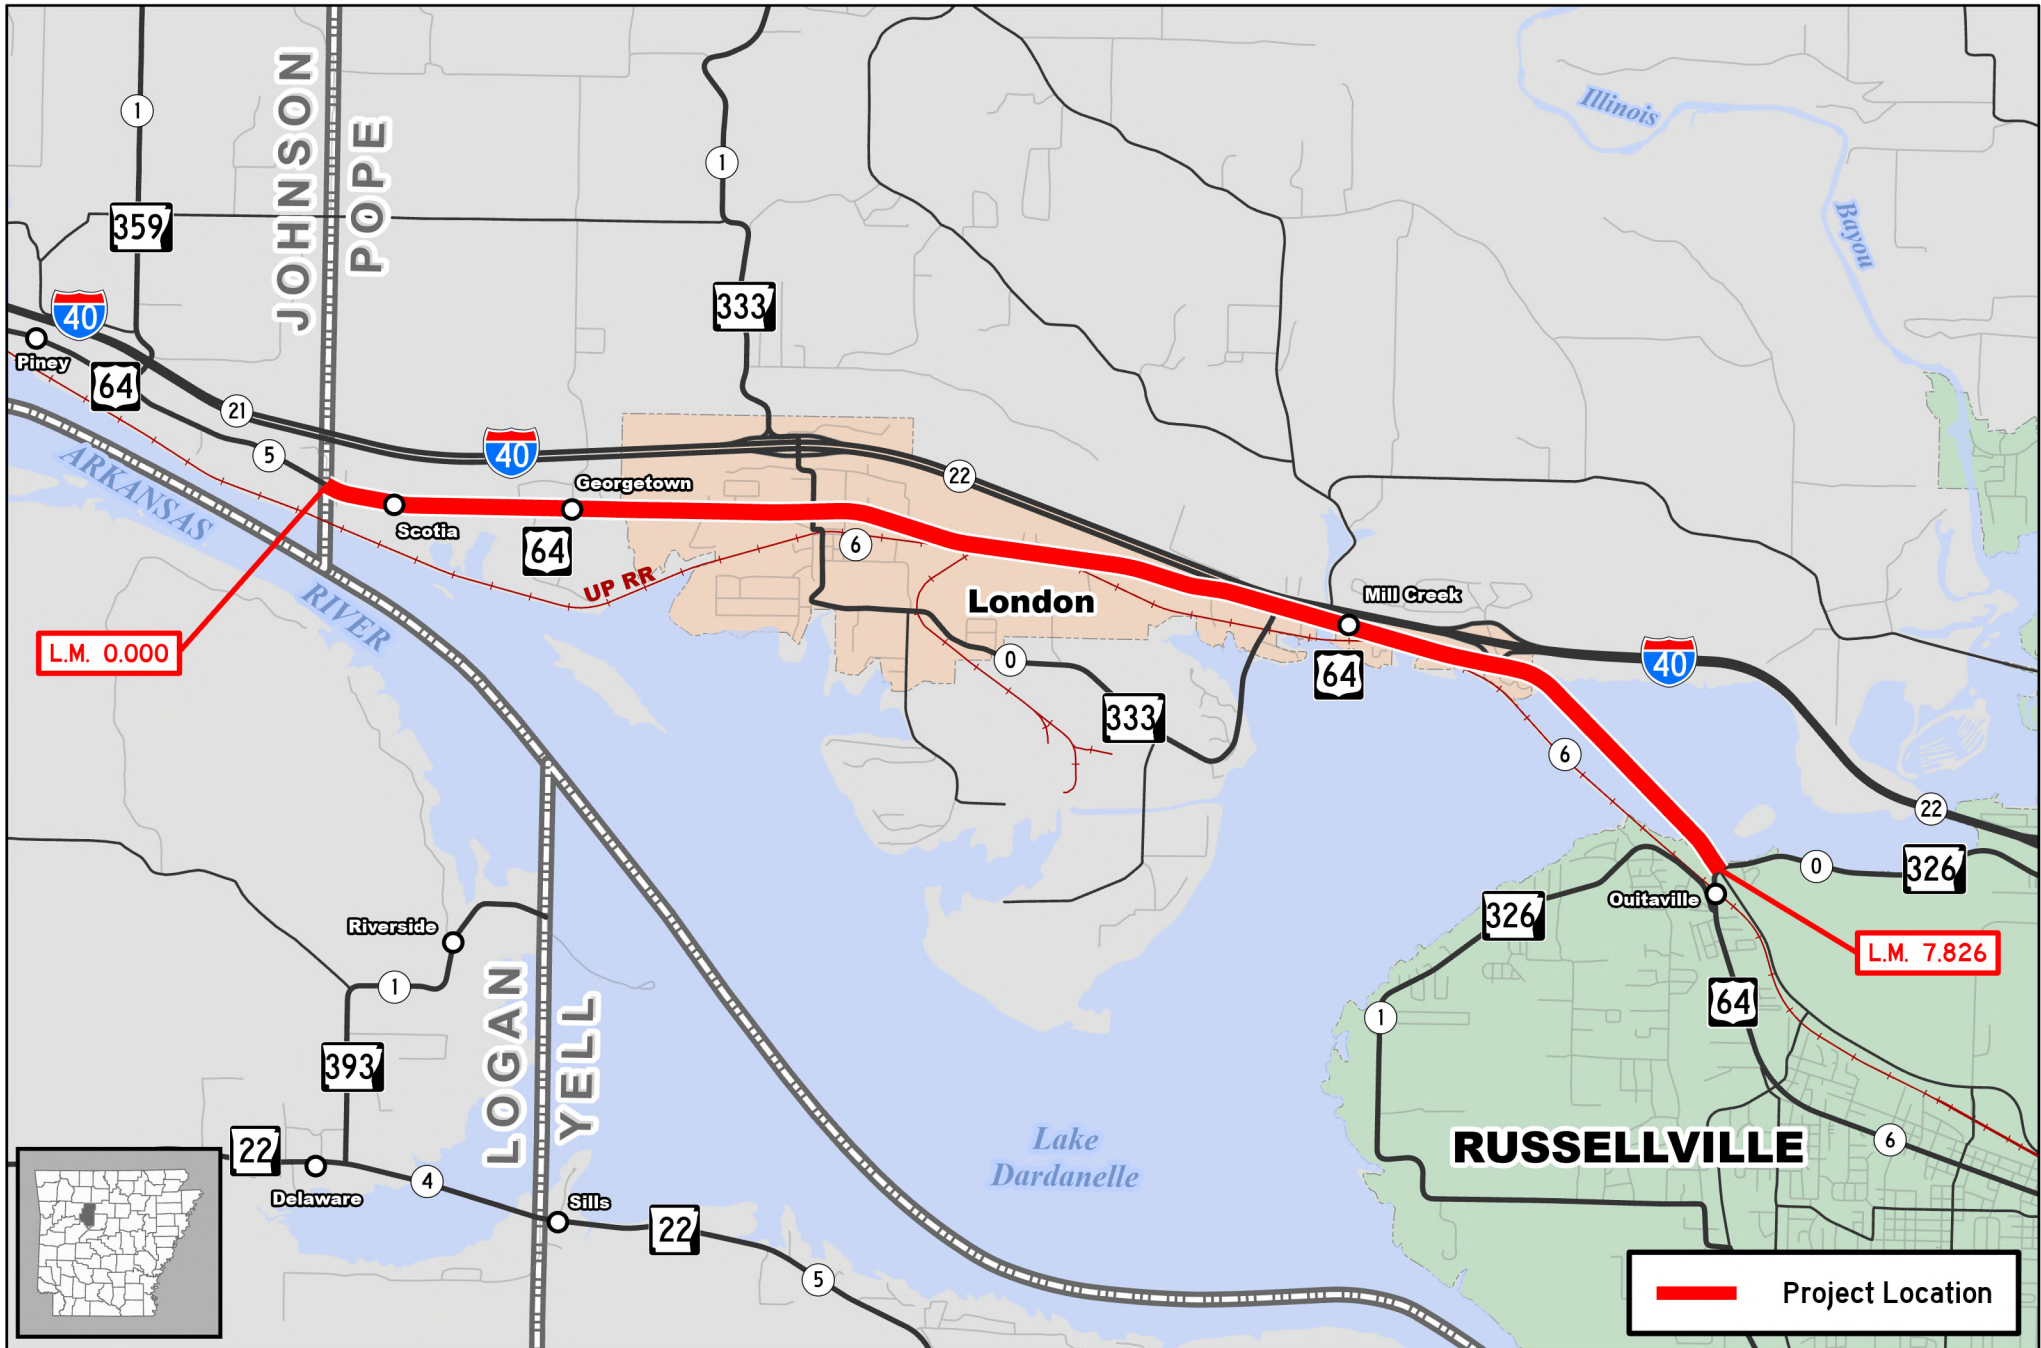 Illinois
Bayou
1
1
JOHNSON
POPE
359
333
40
Piney
64
21
40
5
22
Georgetown
ARKANSAS
Scotia
64
6
UP RR
RIVER
London
Mill Creek
L.M. 0.000
0
64
40
333
6
22
0
326
Ouitaville
326
Riverside
L.M. 7.826
1
64
1
LOGAN
YELL
393
Lake
Dardanelle
RUSSELLVILLE
6
22
4
Delaware
Sills
22
5
Project Location